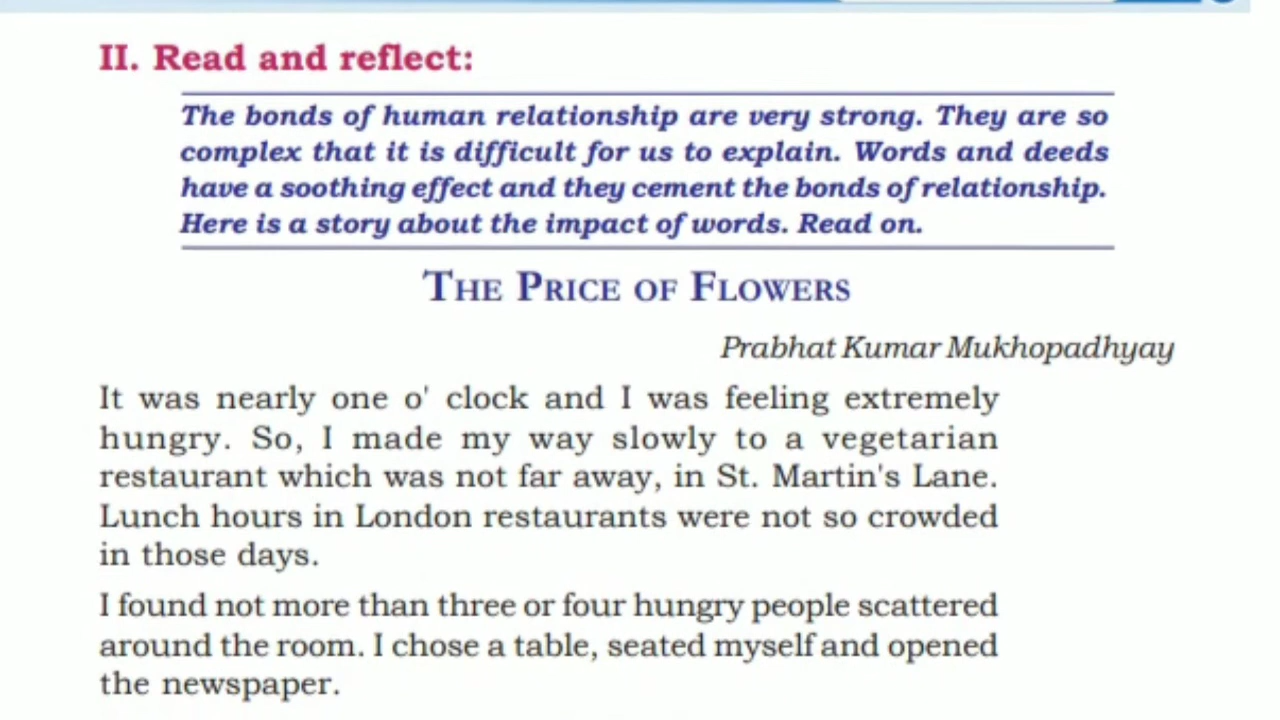 II. Read and reflect:
The bonds of human relationship are very strong. They are so
complex that it is difficult for us to explain. Words and deeds
have a soothing effect and they cement the bonds of relationship.
Here is a story about the impact of words. Read on.
THE PRICE OF FLOWERS
Prabhat Kumar Mukhopadhyay
It was nearly one o' clock and I was feeling extremely
hungry. So, I made my way slowly to a vegetarian
restaurant which was not far away, in St. Martin's Lane.
Lunch hours in London restaurants were not so crowded
in those days.
I found not more than three or four hungry people scattered
around the room. I chose a table, seated myself and opened
the newspaper.